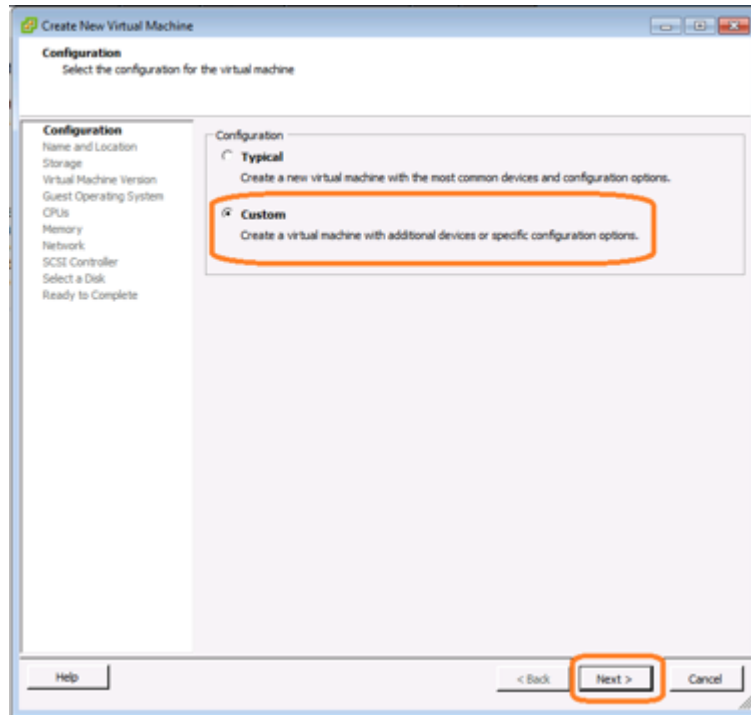 Create New Virtual Machine
Configuration
Select the configuration for the virtual machine
Configuration
Name and Location
Storage
Virtual Machine Version
Guest Operating System
CPUs
Memory
Network
SCSI Controller
Select a Disk
Ready to Complete
Configuration
Typical
Create a new virtual machine with the most common devices and configuration options.
Custom
Create a virtual machine with additional devices or specific configuration options.
Help
< Back
Next >
Cancel